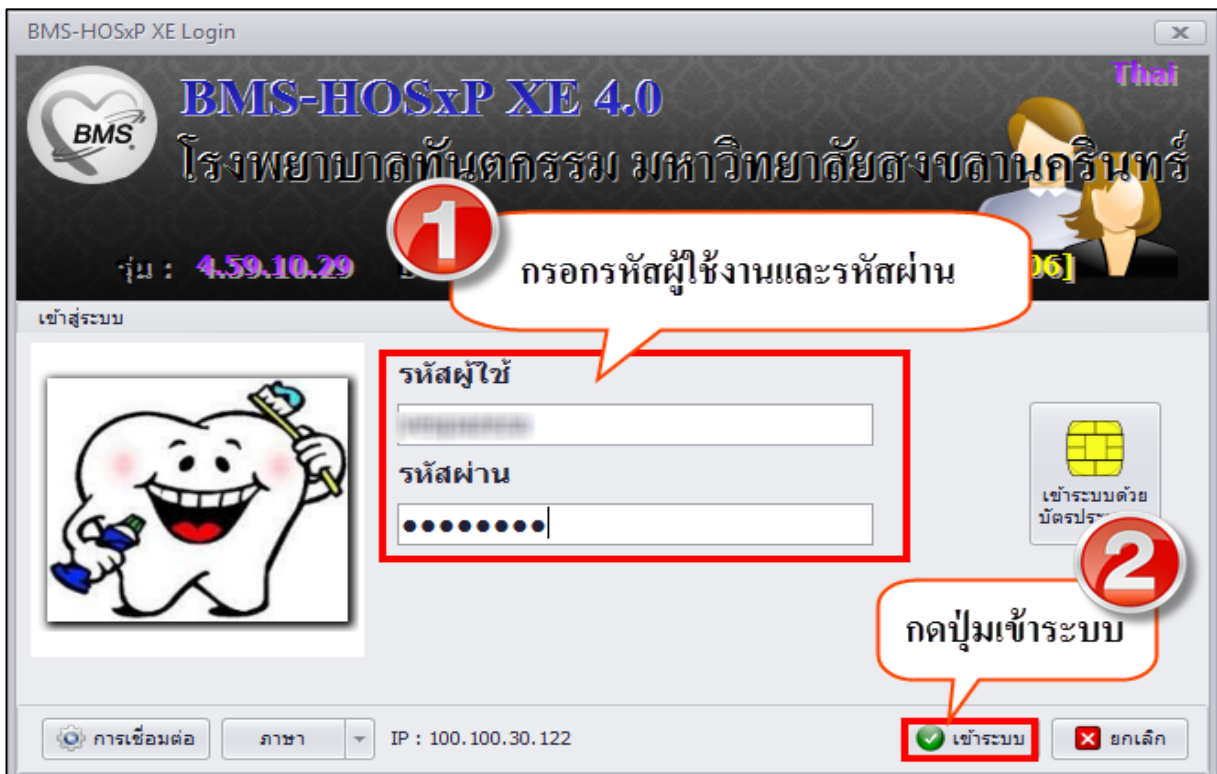 BMS-HOSxP XE Login
Thai
BMS
BMS-HOSxP XE 4.0
โรงพยาบาลทันตกรรม มหาวิทยาลัยสงขลานครินทร์
1
กรอกรหัสผู้ใช้งานและรหัสผ่าน
รุ่น : 4.59.10.29
06]
เข้าสู่ระบบ
รหัสผู้ใช้
รหัสผ่าน
เข้าระบบด้วย
2
กดปุ่มเข้าระบบ
การเชื่อมต่อ
ภาษา
IP : 100.100.30.122
เข้าระบบ
ยกเลิก